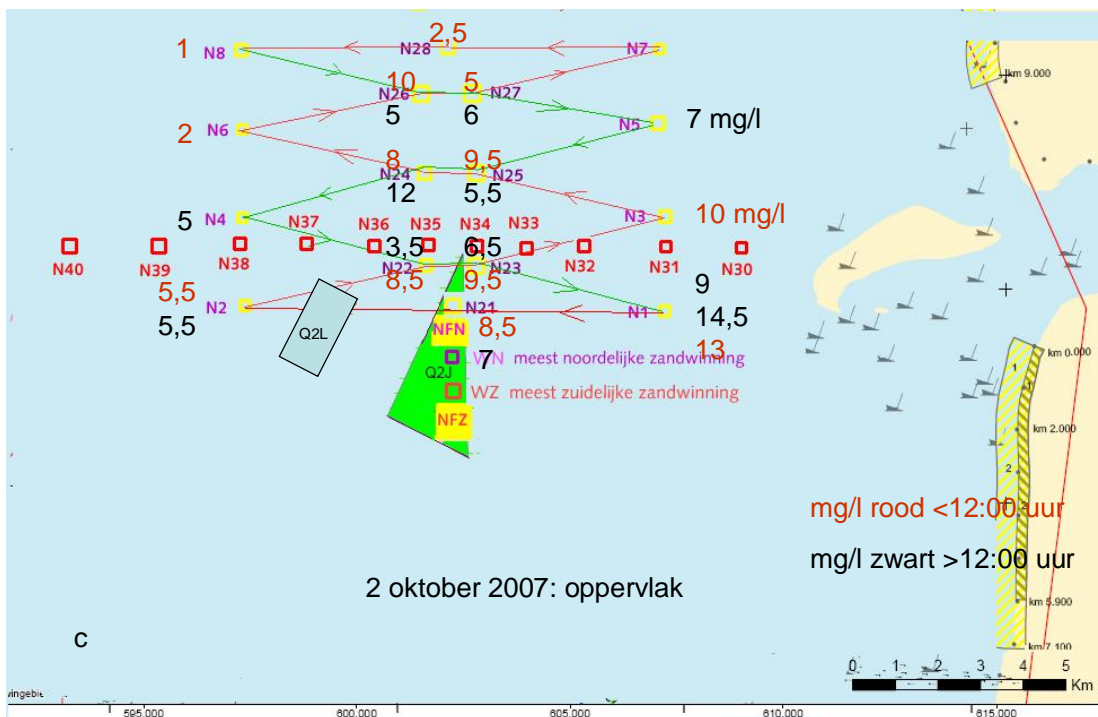 2,5
1 N8 N28 N7 km 9.000
10 5
N26 N27
5 6 N5 7 mg/l
2 N6
8 9,5
N24 N25
12 5,5
5 N4 N3 10 mg/l
N37 N36 N35 N34 N33
3,5 6,5
N40 N39 N38 N22 N23 N32 N31 N30
5,5 8,5 9,5 9
N2 N21 N1
5,5 8,5 14,5
Q2L NFN 13
7 km 0.000
WN meest noordelijke zandwinning
Q2J 1
1
WZ meest zuidelijke zandwinning
NFZ
km 2.000
2
mg/l rood <12:00 uur
2
mg/l zwart >12:00 uur
2 oktober 2007: oppervlak
km 5.900
c
km 7.100
0 1 2 3 4 5
Km
wingebie
595.000 600.000 605.000 610.000 615.000